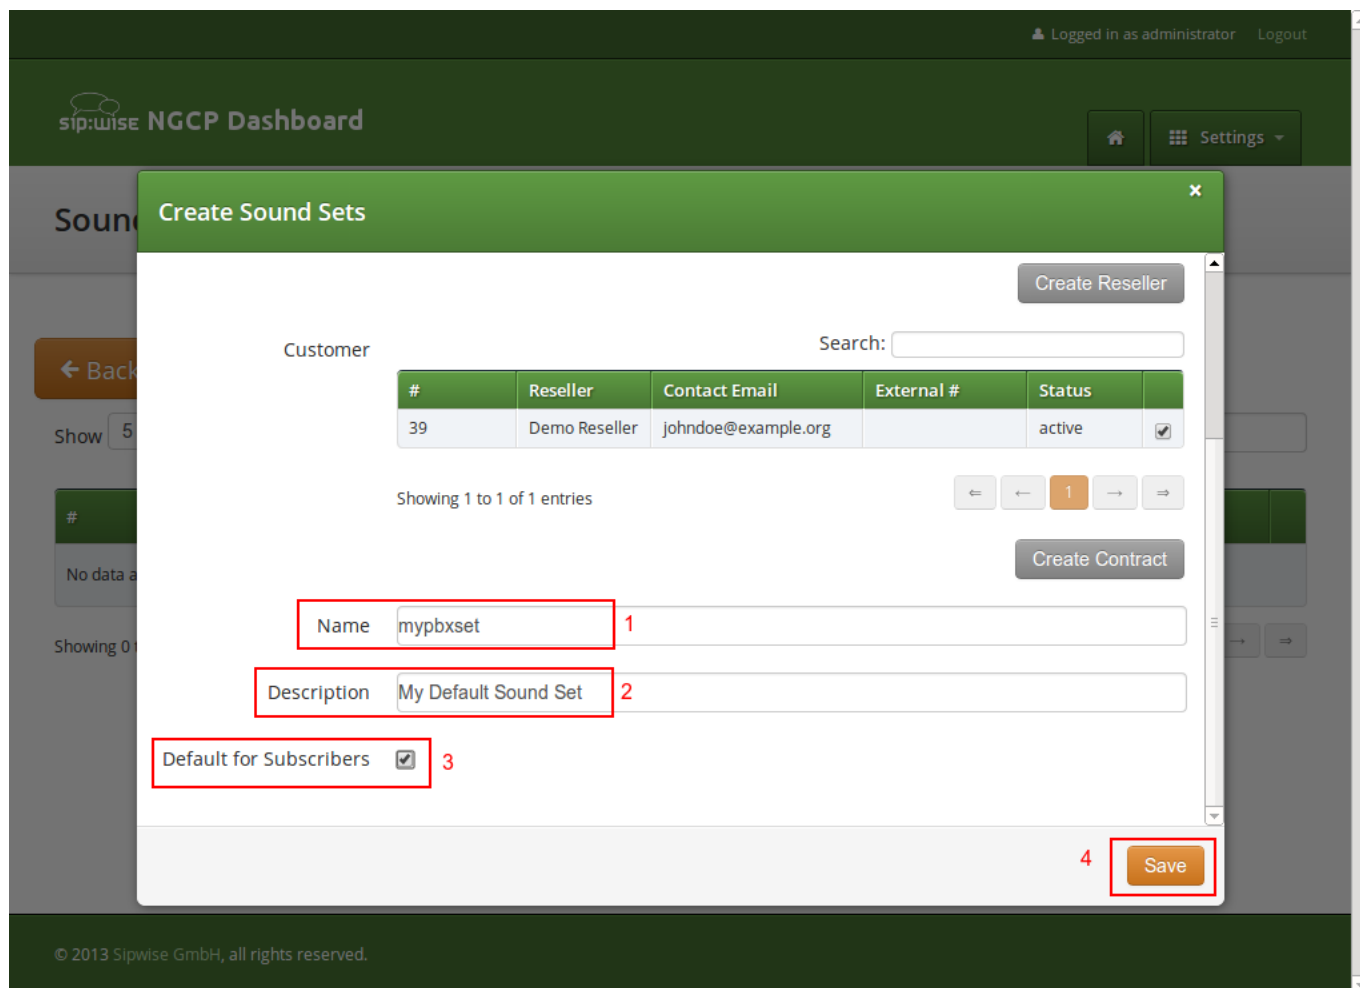 Logged in as administrator Logout
sip:wise NGCP Dashboard
Settings
Create Sound Sets
×
Soun
Create Reseller
Customer
Search:
Back
# Reseller Contact Email External # Status
39 Demo Reseller johndoe@example.org active
Show 5
Showing 1 to 1 of 1 entries
⇐ ← 1 → ⇒
#
Create Contract
No data a
Name mypbxset 1
Showing 0
→ ⇒
Description My Default Sound Set 2
Default for Subscribers 3
4 Save
© 2013 Sipwise GmbH, all rights reserved.